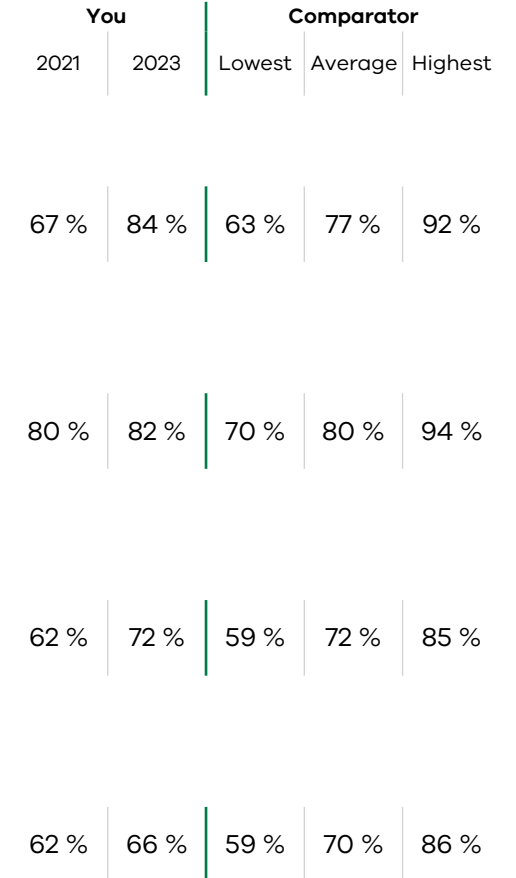 You Comparator
2021 2023 Lowest Average Highest
67 % 84 % 63 % 77 % 92 %
80 % 82 % 70 % 80 % 94 %
62 % 72 % 59 % 72 % 85 %
62 % 66 % 59 % 70 % 86 %